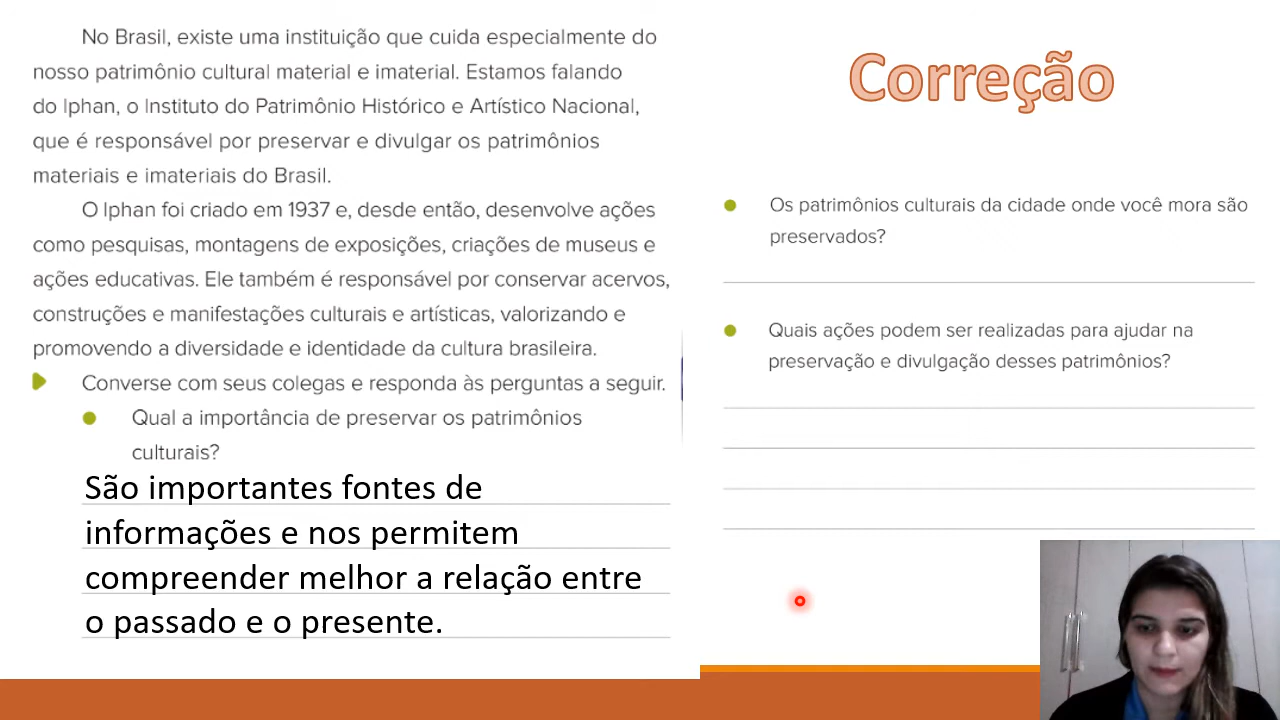 No Brasil, existe uma instituição que cuida especialmente do
nosso patrimônio cultural material e imaterial. Estamos falando
do Iphan, o Instituto do Patrimônio Histórico e Artístico Nacional,
que é responsável por preservar e divulgar os patrimônios
materiais e imateriais do Brasil.
O Iphan foi criado em 1937 e, desde então, desenvolve ações
como pesquisas, montagens de exposições, criações de museus e
ações educativas. Ele também é responsável por conservar acervos,
construções e manifestações culturais e artísticas, valorizando e
promovendo a diversidade e identidade da cultura brasileira.
Converse com seus colegas e responda às perguntas a seguir.
Qual a importância de preservar os patrimônios
culturais?
São importantes fontes de
informações e nos permitem
compreender melhor a relação entre
o passado e o presente.
Correção
Os patrimônios culturais da cidade onde você mora são
preservados?
Quais ações podem ser realizadas para ajudar na
preservação e divulgação desses patrimônios?